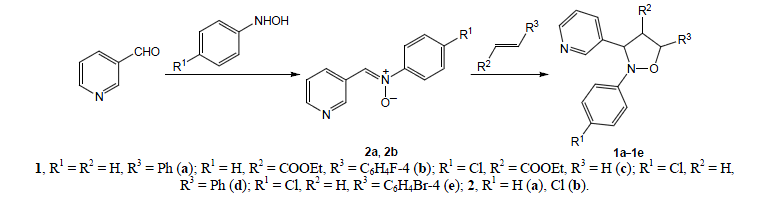 CHO
N
NHOH
R¹
N
N⁺
O⁻
R¹
R²
R³
R²
R³
N
N
O
R¹
2a, 2b
1a–1e
1, R¹ = R² = H, R³ = Ph (a); R¹ = H, R² = COOEt, R³ = C₆H₄F-4 (b); R¹ = Cl, R² = COOEt, R³ = H (c); R¹ = Cl, R² = H,
R³ = Ph (d); R¹ = Cl, R² = H, R³ = C₆H₄Br-4 (e); 2, R¹ = H (a), Cl (b).